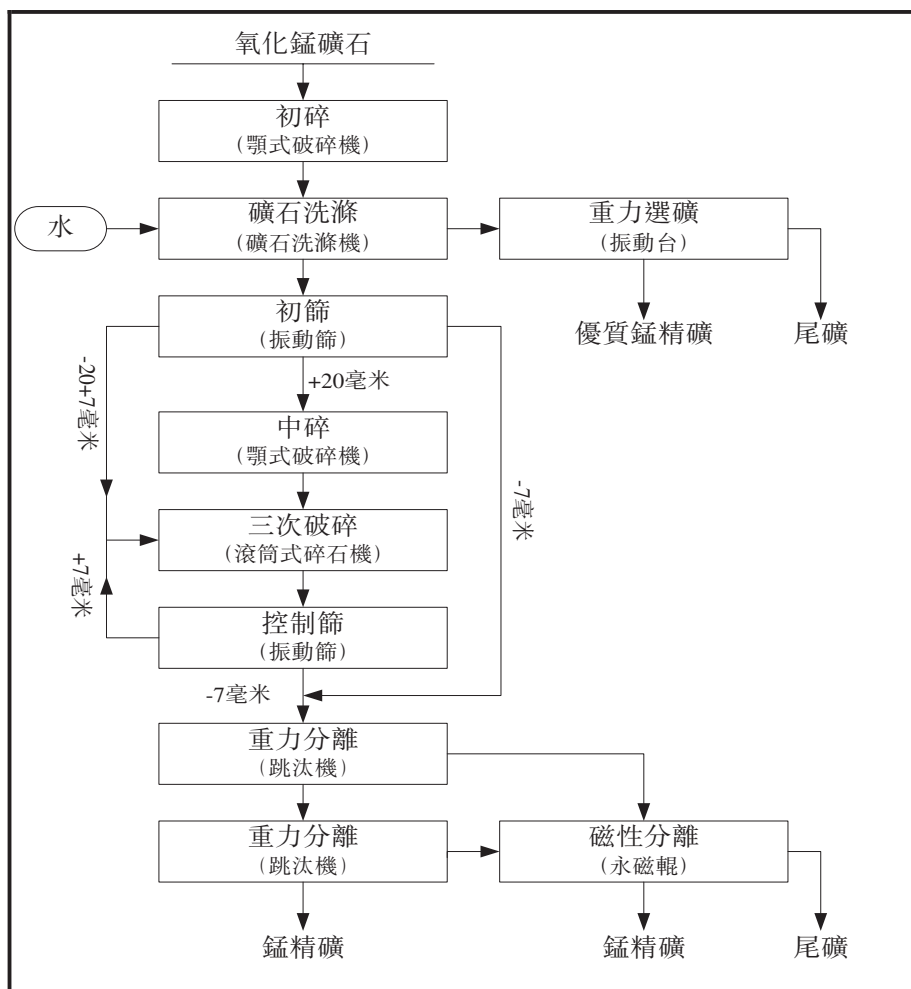 氧化錳礦石
初碎
(顎式破碎機)
水
礦石洗滌
(礦石洗滌機)
重力選礦
(振動台)
初篩
(振動篩)
優質錳精礦
尾礦
-20+7毫米
+20毫米
中碎
(顎式破碎機)
-7毫米
三次破碎
(滾筒式碎石機)
+7毫米
控制篩
(振動篩)
-7毫米
重力分離
(跳汰機)
重力分離
(跳汰機)
磁性分離
(永磁輥)
錳精礦
錳精礦
尾礦